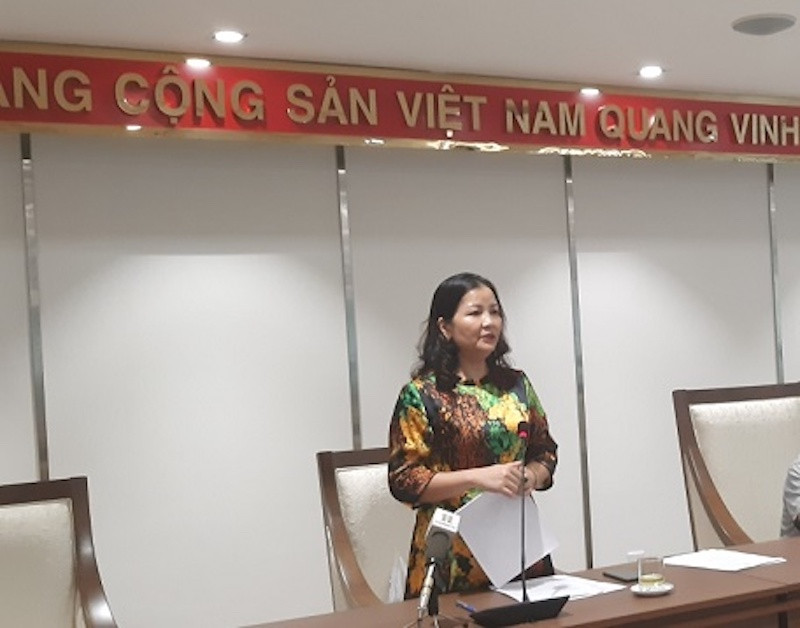 ẢNG CỘNG SẢN VIỆT NAM QUANG VINH